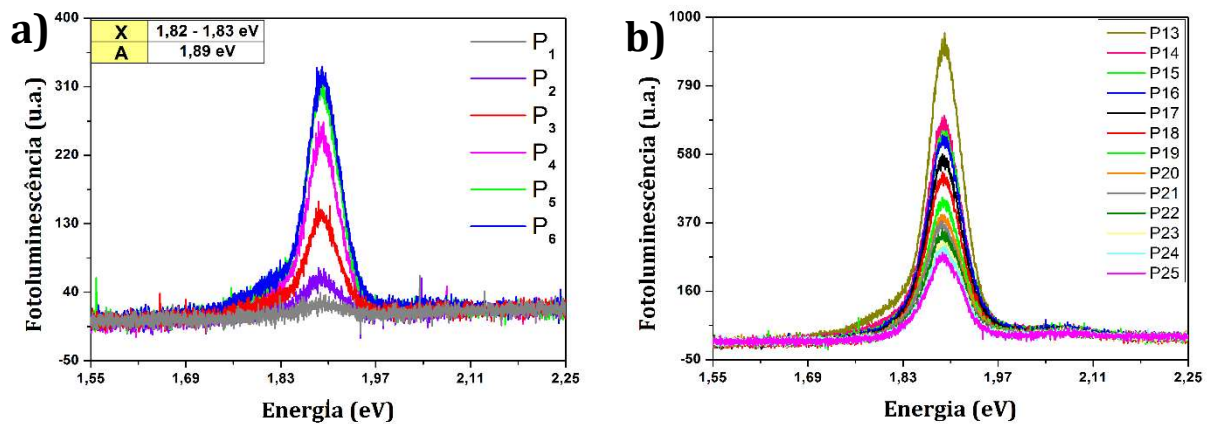 a)
X 1,82 - 1,83 eV
A 1,89 eV
Fotoluminescência (u.a.)
400
310
220
130
40
-50
1,55 1,69 1,83 1,97 2,11 2,25
Energia (eV)
P1
P2
P3
P4
P5
P6
b)
Fotoluminescência (u.a.)
1000
790
580
370
160
-50
1,55 1,69 1,83 1,97 2,11 2,25
Energia (eV)
P13
P14
P15
P16
P17
P18
P19
P20
P21
P22
P23
P24
P25